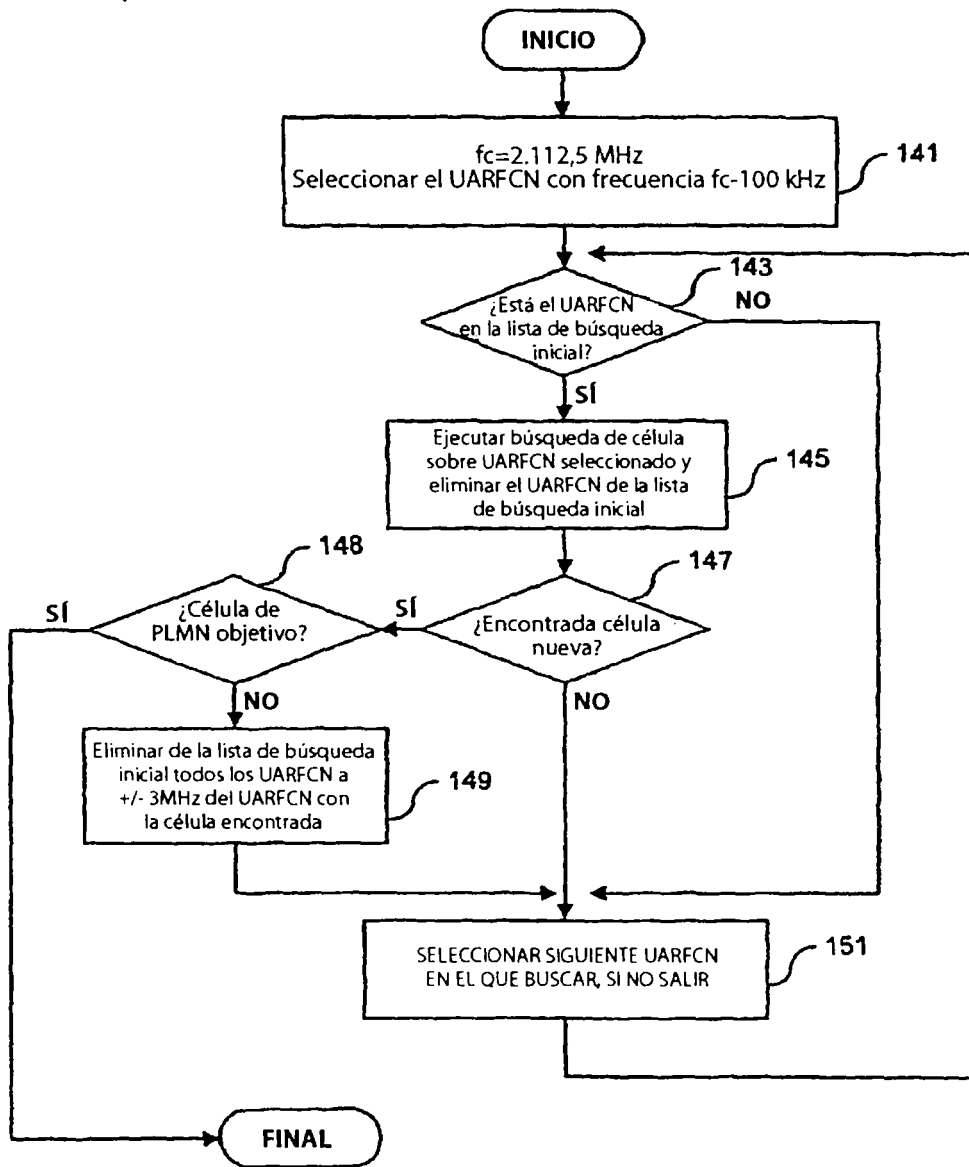 INICIO
fc=2.112,5 MHz
Seleccionar el UARFCN con frecuencia fc-100 kHz
141
143
¿Está el UARFCN
en la lista de búsqueda
inicial?
NO
SÍ
Ejecutar búsqueda de célula
sobre UARFCN seleccionado y
eliminar el UARFCN de la lista
de búsqueda inicial
145
147
¿Encontrada célula
nueva?
SÍ
NO
148
¿Célula de
PLMN objetivo?
SÍ
NO
Eliminar de la lista de búsqueda
inicial todos los UARFCN a
+/- 3MHz del UARFCN con
la célula encontrada
149
SELECCIONAR SIGUIENTE UARFCN
EN EL QUE BUSCAR, SI NO SALIR
151
FINAL